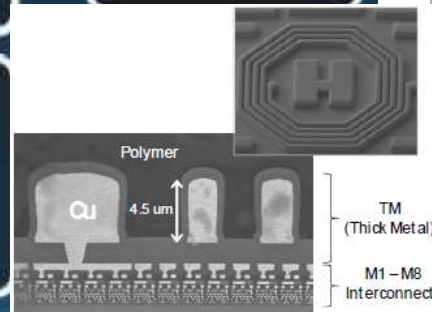 Polymer
Cu
4.5 um
TM
(Thick Metal)
M1 – M8
Interconnect